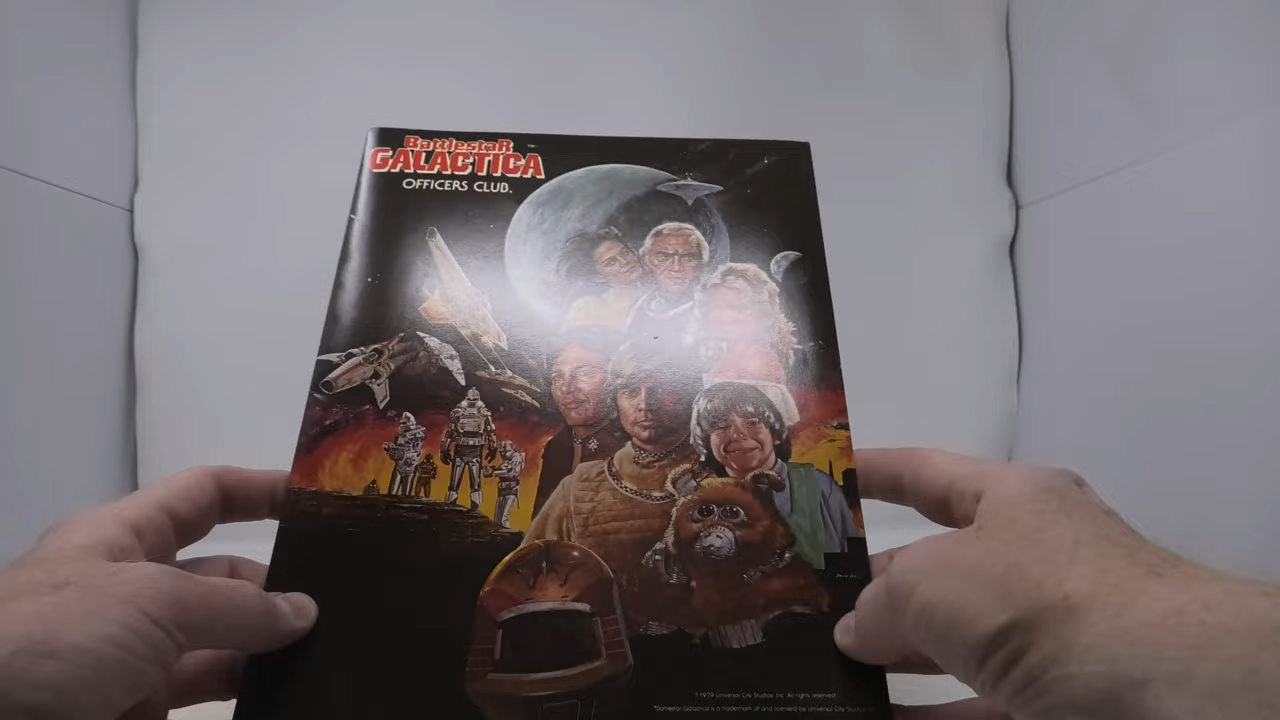 Battlestar
GALACTICA
OFFICERS CLUB.
©1979 Universal City Studios, Inc. All rights reserved.
*Battlestar Galactica is a trademark of and licensed by Universal City Studios